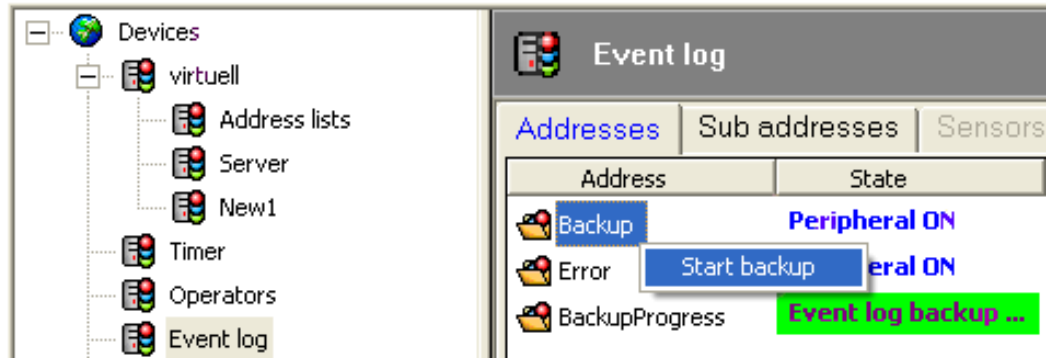 Devices
virtuell
Address lists
Server
New1
Timer
Operators
Event log
Event log
Addresses Sub addresses Sensors
Address State
Backup Peripheral ON
Start backup
Error eral ON
BackupProgress Event log backup ...